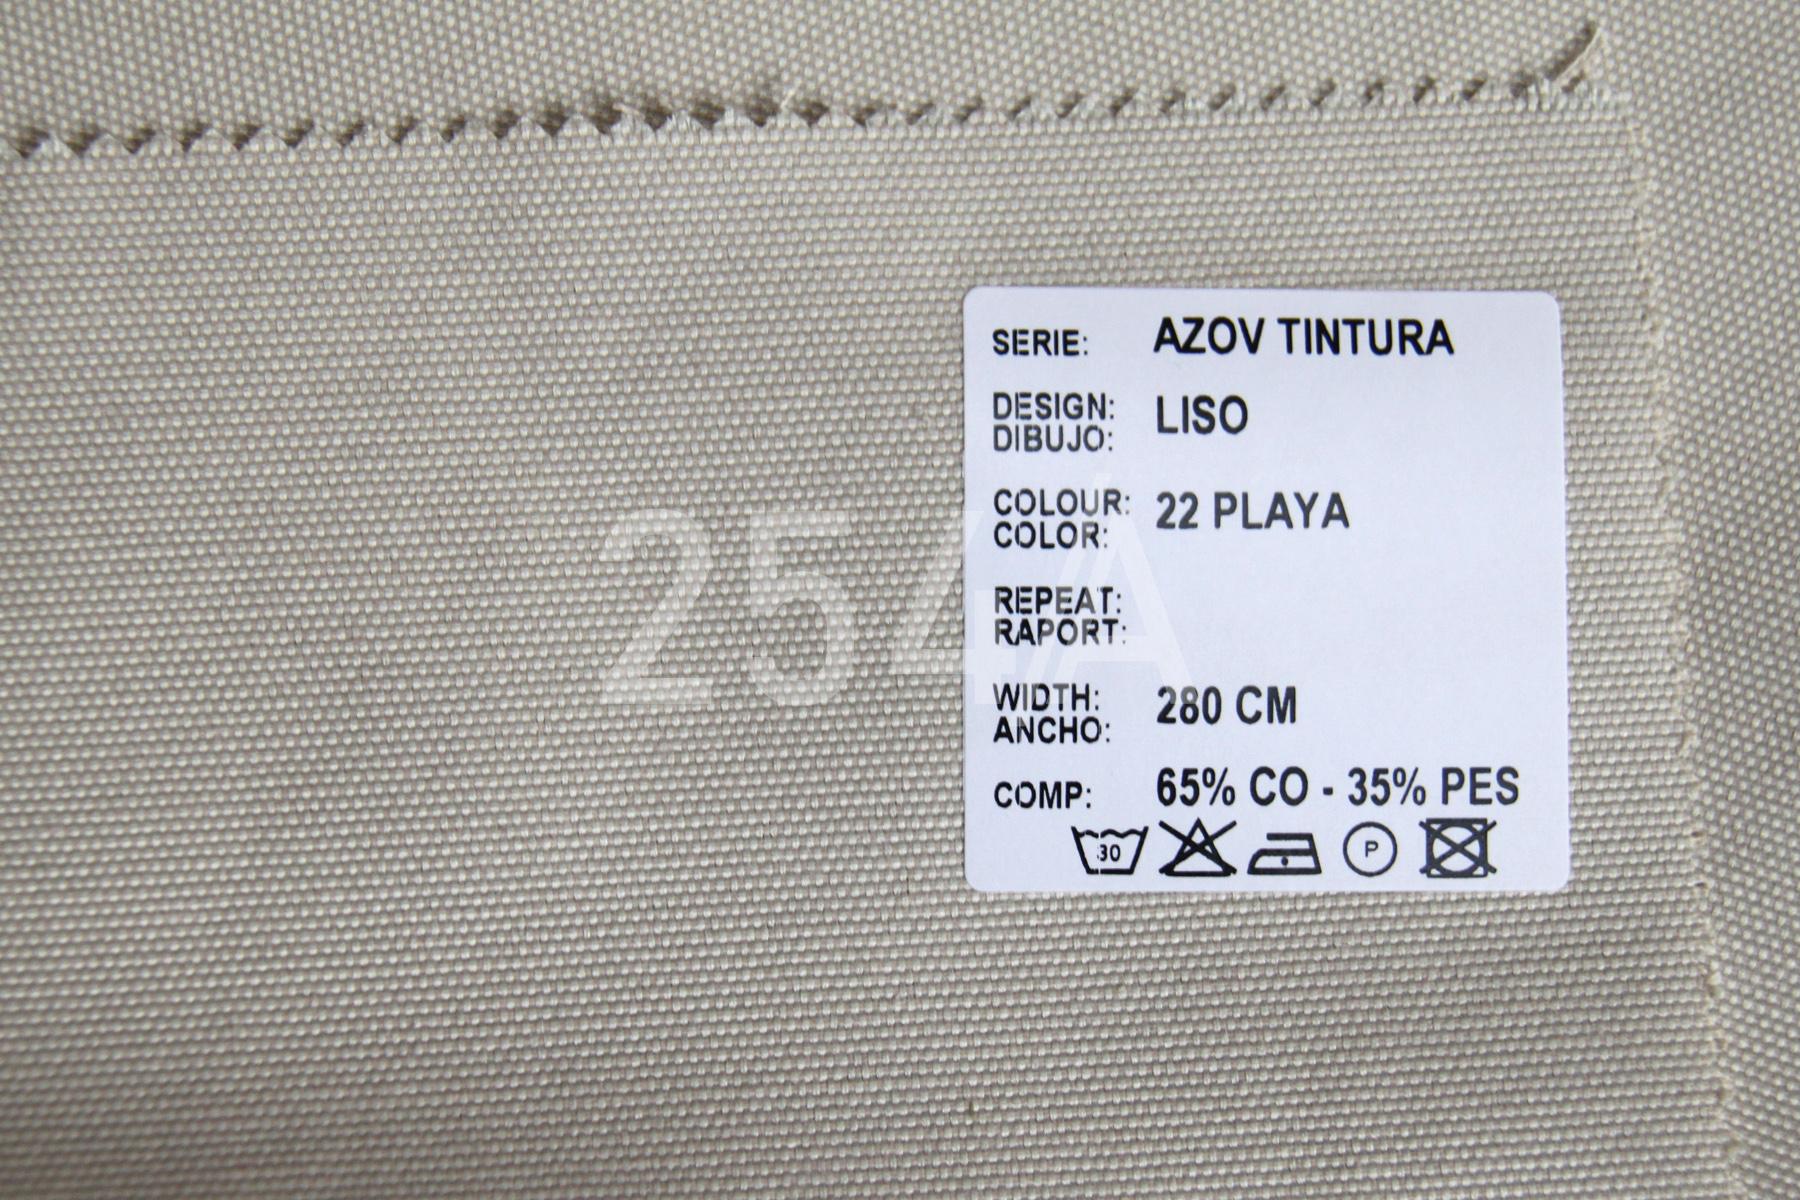 SERIE: AZOV TINTURA
DESIGN: LISO
DIBUJO:
COLOUR: 22 PLAYA
COLOR:
REPEAT:
RAPORT:
WIDTH: 280 CM
ANCHO:
COMP: 65% CO - 35% PES
30 P
254A